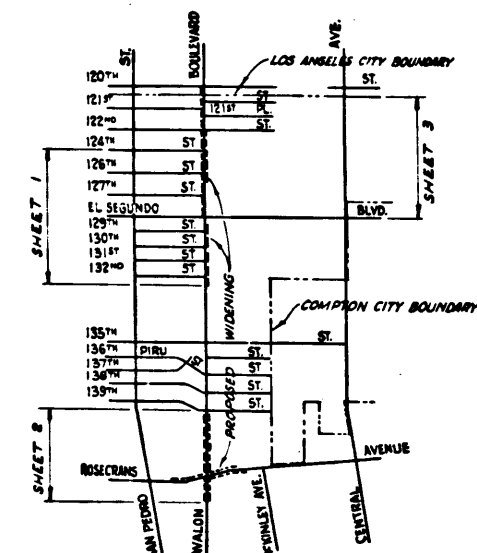 ST.
BOULEVARD
AVE.
LOS ANGELES CITY BOUNDARY
120TH
ST.
121ST
ST.
121ST PL.
122ND
ST.
124TH
ST
126TH
ST.
127TH
ST.
EL SEGUNDO
BLVD.
129TH
ST.
130TH
ST.
131ST
ST
132ND
ST
SHEET 1
SHEET 3
PROPOSED WIDENING
COMPTON CITY BOUNDARY
135TH
ST.
136TH
PIRU
ST
ST.
137TH
ST
138TH
ST.
139TH
ST.
SHEET 2
ROSECRANS
AVENUE
SAN PEDRO
AVALON
CENTRAL